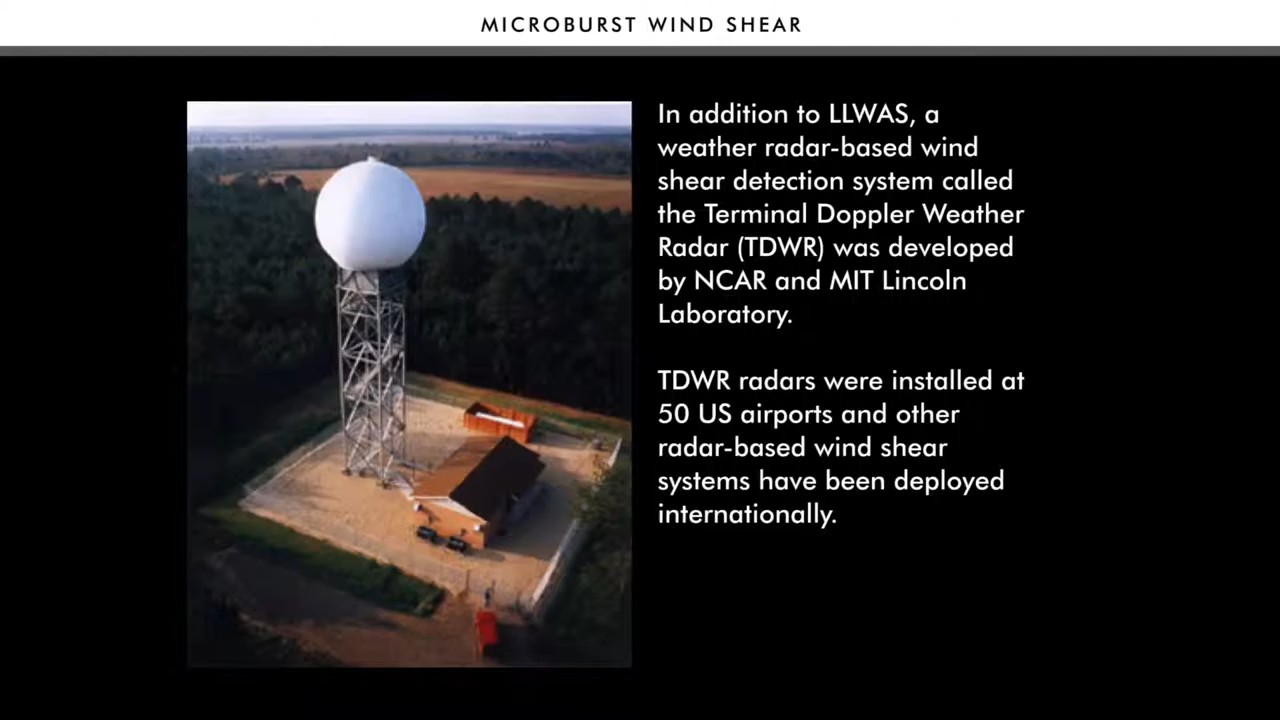 MICROBURST WIND SHEAR
In addition to LLWAS, a
weather radar-based wind
shear detection system called
the Terminal Doppler Weather
Radar (TDWR) was developed
by NCAR and MIT Lincoln
Laboratory.
TDWR radars were installed at
50 US airports and other
radar-based wind shear
systems have been deployed
internationally.